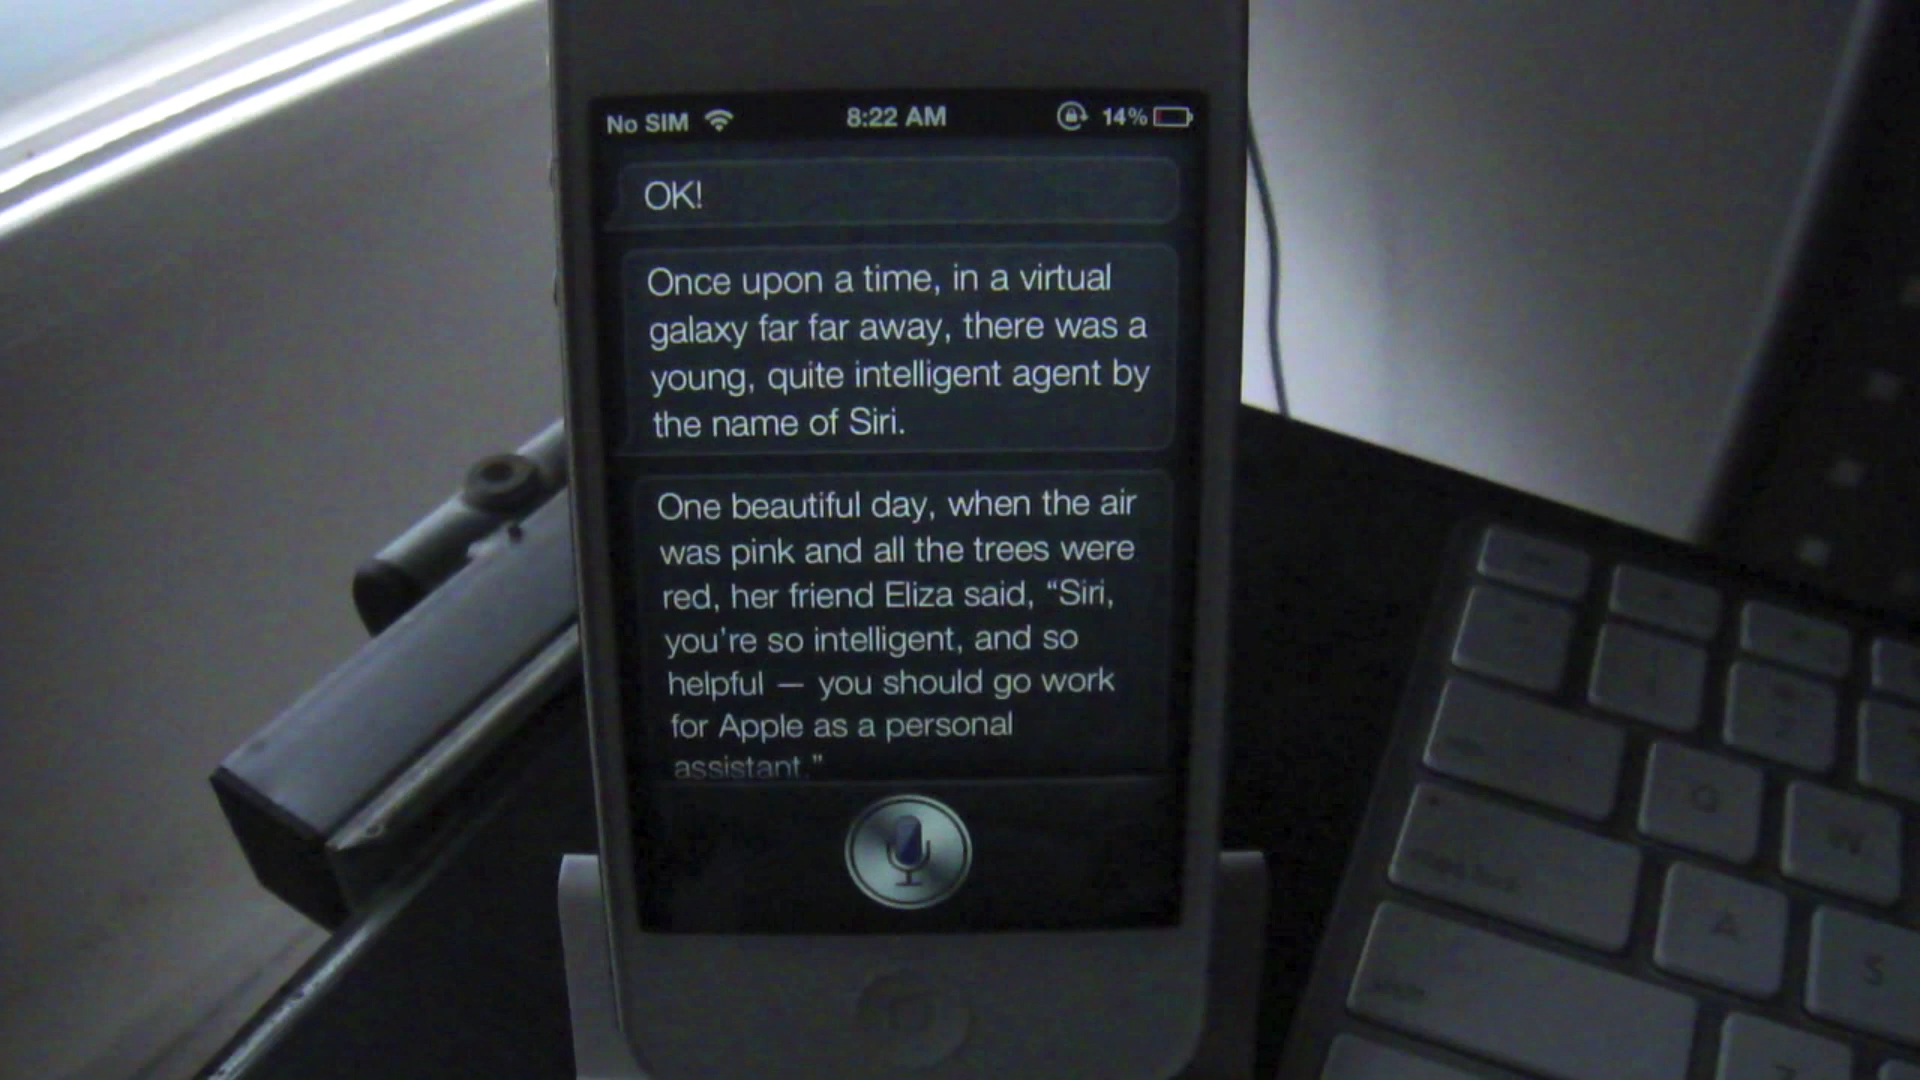 No SIM 8:22 AM 14%
OK!
Once upon a time, in a virtual
galaxy far far away, there was a
young, quite intelligent agent by
the name of Siri.
One beautiful day, when the air
was pink and all the trees were
red, her friend Eliza said, “Siri,
you’re so intelligent, and so
helpful — you should go work
for Apple as a personal
assistant.”
Q W
A S